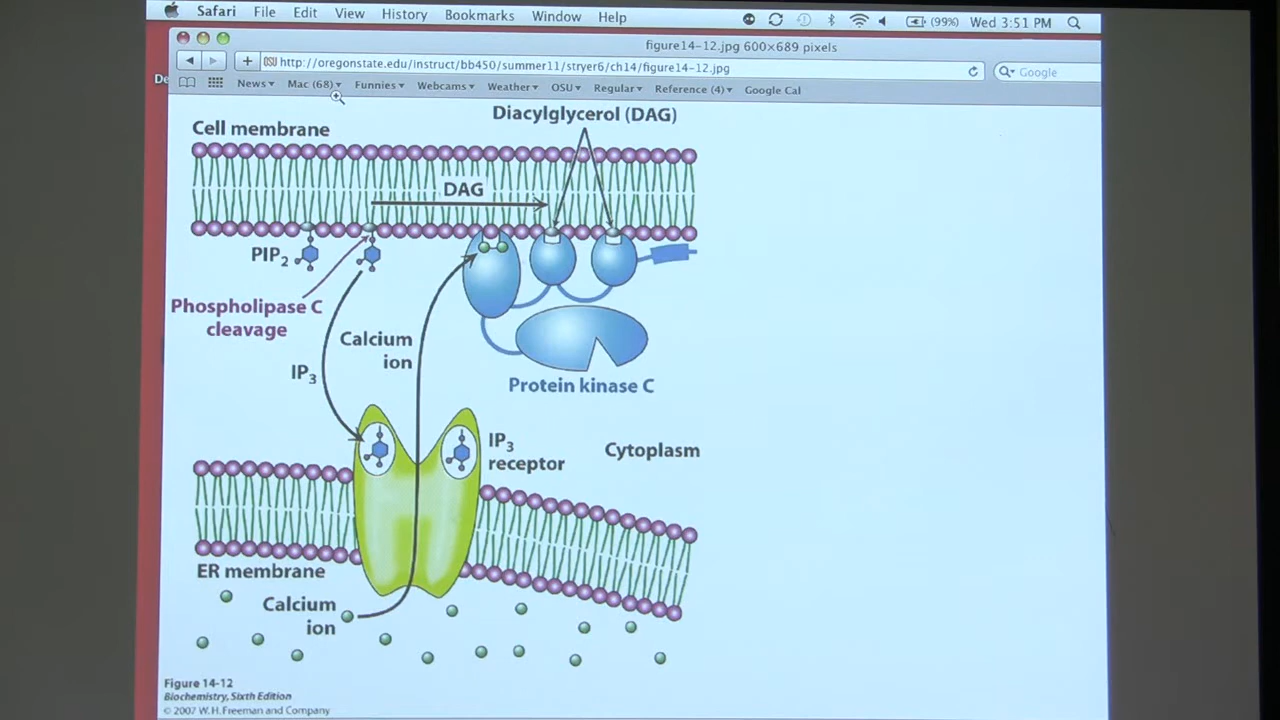 Safari File Edit View History Bookmarks Window Help (99%) Wed 3:51 PM
figure14-12.jpg 600×689 pixels
OSU http://oregonstate.edu/instruct/bb450/summer11/stryer6/ch14/figure14-12.jpg
Google
De
News Mac (68) Funnies Webcams Weather OSU Regular Reference (4) Google Cal
Diacylglycerol (DAG)
Cell membrane
DAG
PIP2
Phospholipase C
cleavage
Calcium
ion
IP3
Protein kinase C
IP3
receptor
Cytoplasm
ER membrane
Calcium
ion
Figure 14-12
Biochemistry, Sixth Edition
© 2007 W. H. Freeman and Company